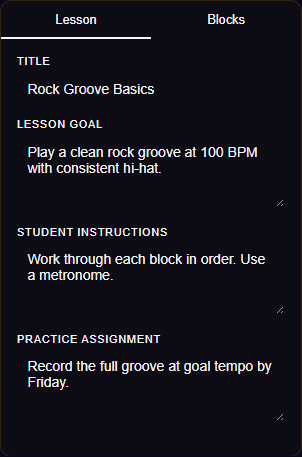 Lesson Blocks
TITLE
Rock Groove Basics
LESSON GOAL
Play a clean rock groove at 100 BPM
with consistent hi-hat.
STUDENT INSTRUCTIONS
Work through each block in order. Use
a metronome.
PRACTICE ASSIGNMENT
Record the full groove at goal tempo by
Friday.